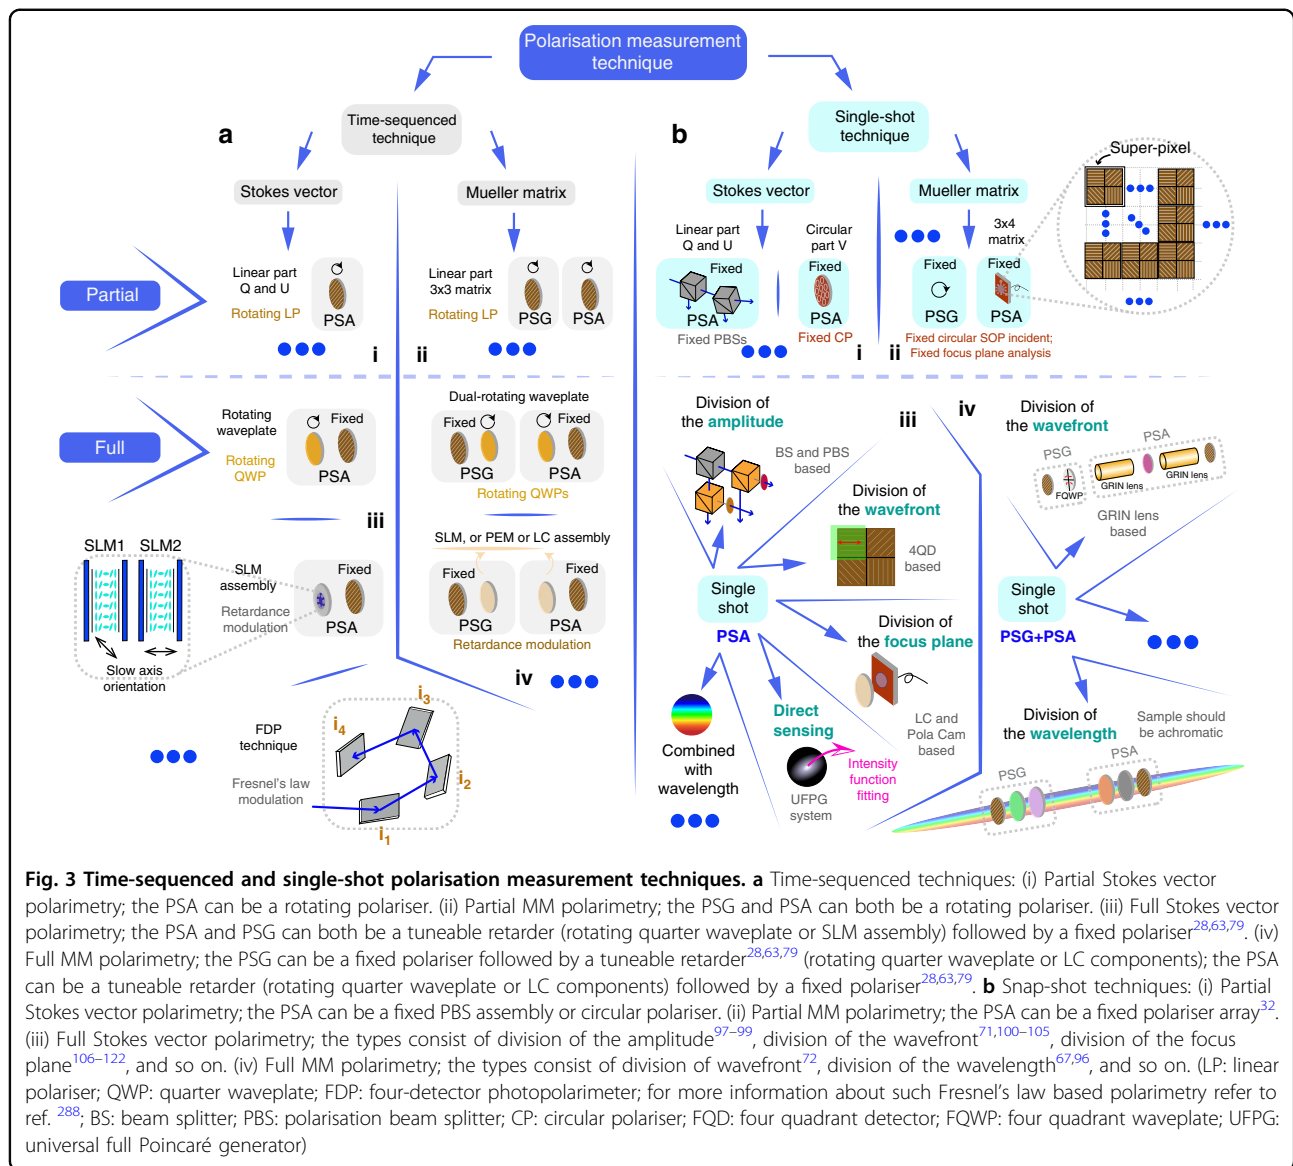 Polarisation measurement
technique
a
Time-sequenced
technique
b
Single-shot
technique
Super-pixel
Stokes vector
Mueller matrix
Stokes vector
Mueller matrix
Partial
Linear part
Q and U
Rotating LP
PSA
i
Linear part
3x3 matrix
Rotating LP
PSG
PSA
ii
Linear part
Q and U
Fixed
PSA
Fixed PBSs
Circular
part V
Fixed
PSA
Fixed CP
i
3x4
matrix
Fixed
PSG
Fixed
PSA
Fixed circular SOP incident;
Fixed focus plane analysis
ii
Full
Rotating
waveplate
Rotating
QWP
Fixed
PSA
iii
Dual-rotating waveplate
Fixed
PSG
Fixed
PSA
Rotating QWPs
SLM1
SLM2
Slow axis
orientation
SLM
assembly
Retardance
modulation
Fixed
PSA
SLM, or PEM or LC assembly
Fixed
PSG
Fixed
PSA
Retardance modulation
iv
FDP
technique
Fresnel's law
modulation
i1
i2
i3
i4
Division of
the amplitude
BS and PBS
based
iii
Division of
the wavefront
4QD
based
Single
shot
PSA
Division of
the focus plane
LC and
Pola Cam
based
Direct
sensing
UFPG
system
Intensity
function
fitting
Combined
with
wavelength
iv
Division of
the wavefront
PSG
FQWP
PSA
GRIN lens
GRIN lens
GRIN lens
based
Single
shot
PSG+PSA
Division of
the wavelength
Sample should
be achromatic
PSG
PSA
Fig. 3 Time-sequenced and single-shot polarisation measurement techniques. a Time-sequenced techniques: (i) Partial Stokes vector
polarimetry; the PSA can be a rotating polariser. (ii) Partial MM polarimetry; the PSG and PSA can both be a rotating polariser. (iii) Full Stokes vector
polarimetry; the PSA and PSG can both be a tuneable retarder (rotating quarter waveplate or SLM assembly) followed by a fixed polariser28,63,79. (iv)
Full MM polarimetry; the PSG can be a fixed polariser followed by a tuneable retarder28,63,79 (rotating quarter waveplate or LC components); the PSA
can be a tuneable retarder (rotating quarter waveplate or LC components) followed by a fixed polariser28,63,79. b Snap-shot techniques: (i) Partial
Stokes vector polarimetry; the PSA can be a fixed PBS assembly or circular polariser. (ii) Partial MM polarimetry; the PSA can be a fixed polariser array32.
(iii) Full Stokes vector polarimetry; the types consist of division of the amplitude97–99, division of the wavefront71,100–105, division of the focus
plane106–122, and so on. (iv) Full MM polarimetry; the types consist of division of wavefront72, division of the wavelength67,96, and so on. (LP: linear
polariser; QWP: quarter waveplate; FDP: four-detector photopolarimeter; for more information about such Fresnel's law based polarimetry refer to
ref. 288; BS: beam splitter; PBS: polarisation beam splitter; CP: circular polariser; FQD: four quadrant detector; FQWP: four quadrant waveplate; UFPG:
universal full Poincaré generator)